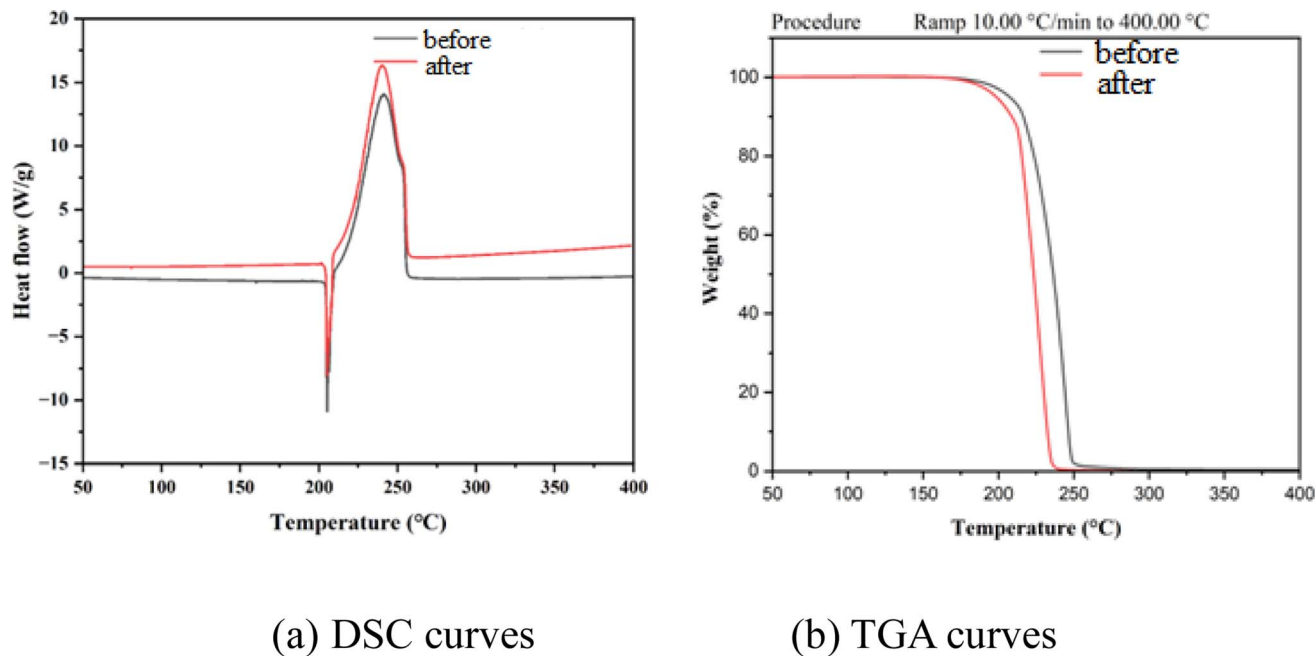 20
15
10
5
0
−5
−10
−15
50 100 150 200 250 300 350 400
Heat flow (W/g)
Temperature (°C)
before
after
Procedure Ramp 10.00 °C/min to 400.00 °C
before
after
100
80
60
40
20
0
50 100 150 200 250 300 350 400
Weight (%)
Temperature (°C)
(a) DSC curves
(b) TGA curves